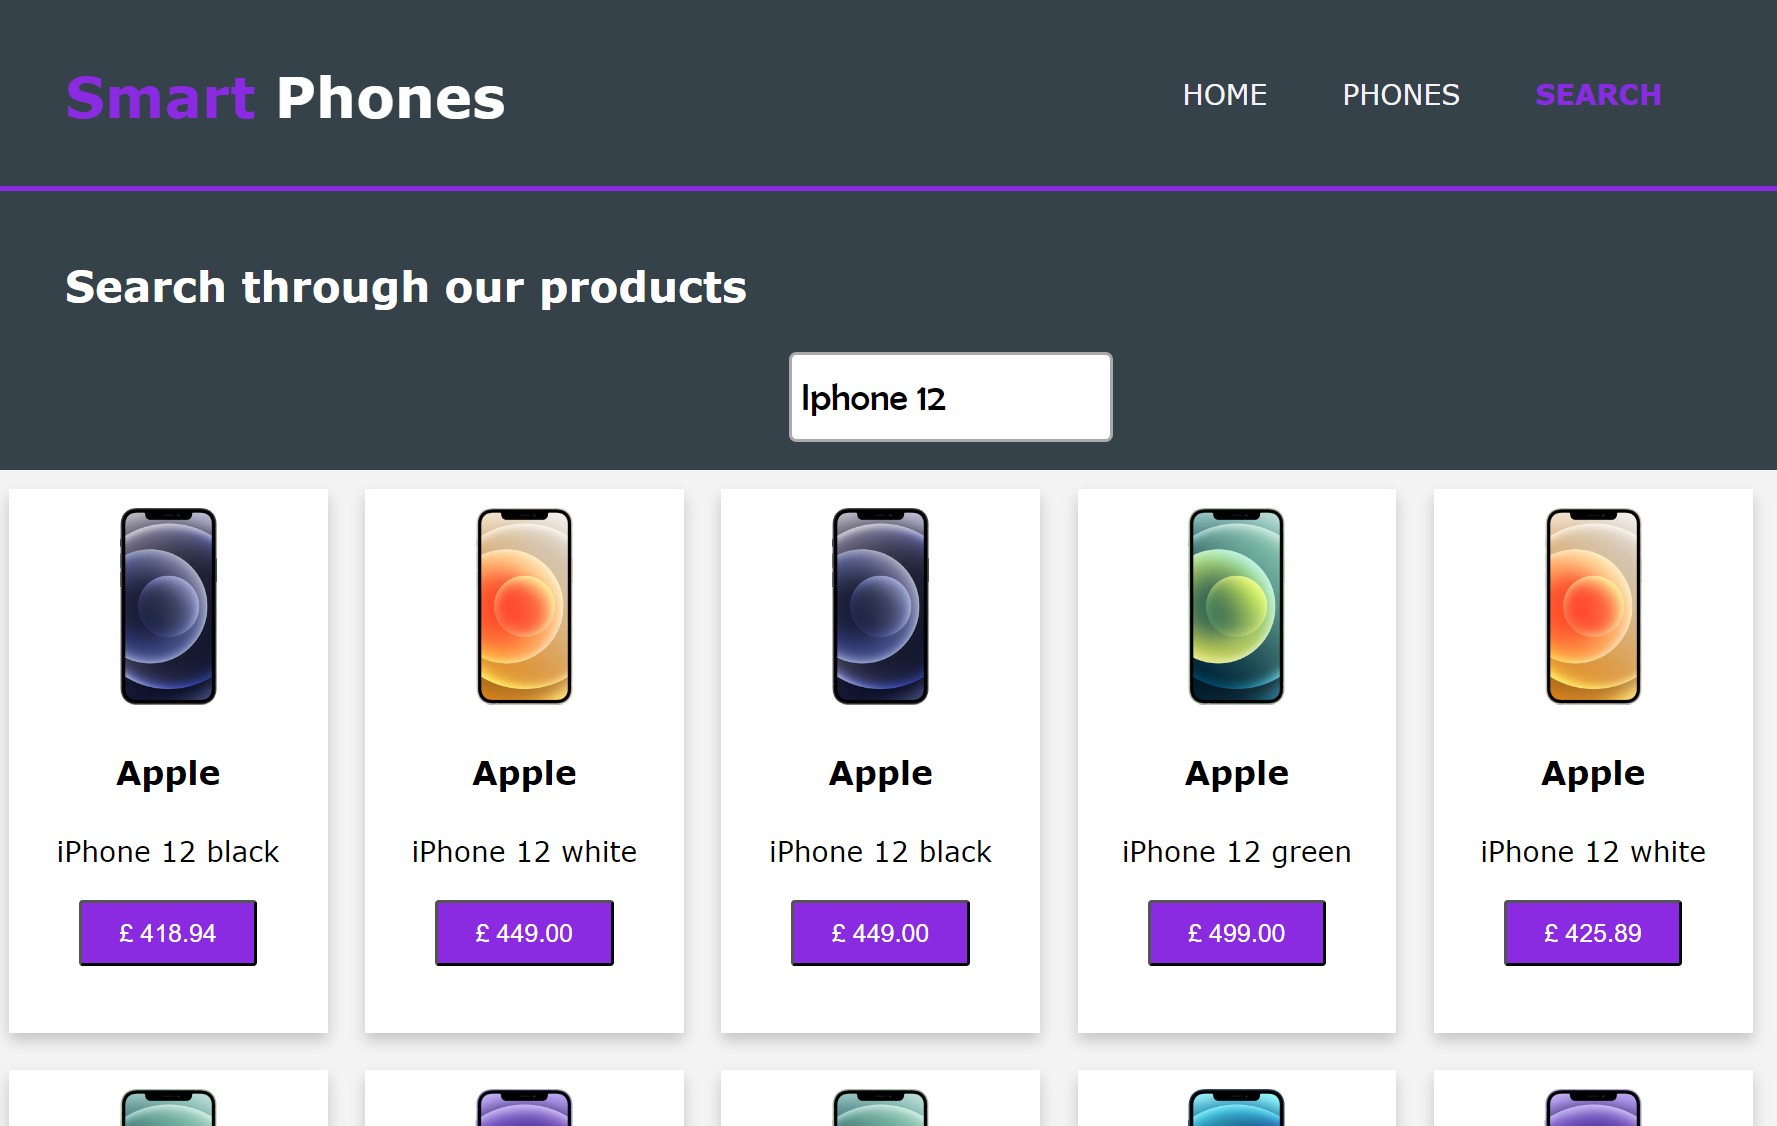 Smart Phones
HOME PHONES SEARCH
Search through our products
Iphone 12
Apple
iPhone 12 black
£ 418.94
Apple
iPhone 12 white
£ 449.00
Apple
iPhone 12 black
£ 449.00
Apple
iPhone 12 green
£ 499.00
Apple
iPhone 12 white
£ 425.89